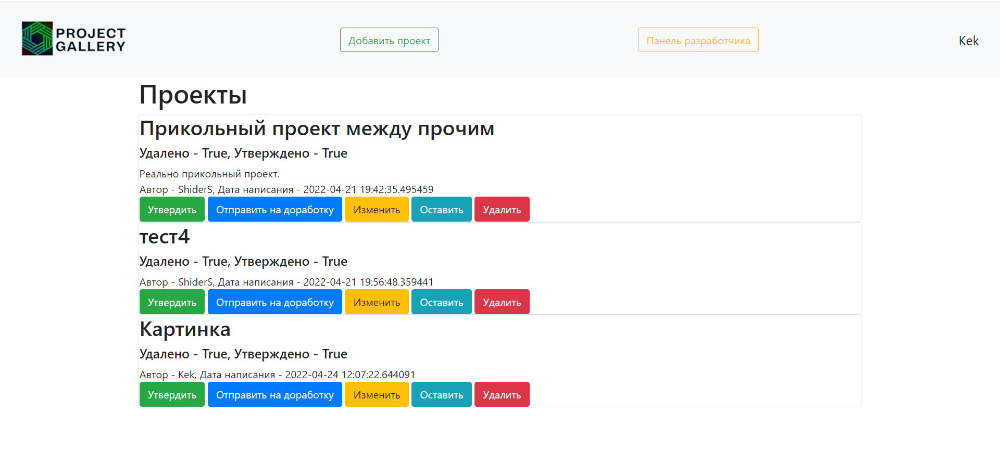 PROJECT
GALLERY
Добавить проект
Панель разработчика
Kek
Проекты
Прикольный проект между прочим
Удалено - True, Утверждено - True
Реально прикольный проект.
Автор - ShiderS, Дата написания - 2022-04-21 19:42:35.495459
Утвердить Отправить на доработку Изменить Оставить Удалить
тест4
Удалено - True, Утверждено - True
Автор - ShiderS, Дата написания - 2022-04-21 19:56:48.359441
Утвердить Отправить на доработку Изменить Оставить Удалить
Картинка
Удалено - True, Утверждено - True
Автор - Kek, Дата написания - 2022-04-24 12:07:22.644091
Утвердить Отправить на доработку Изменить Оставить Удалить